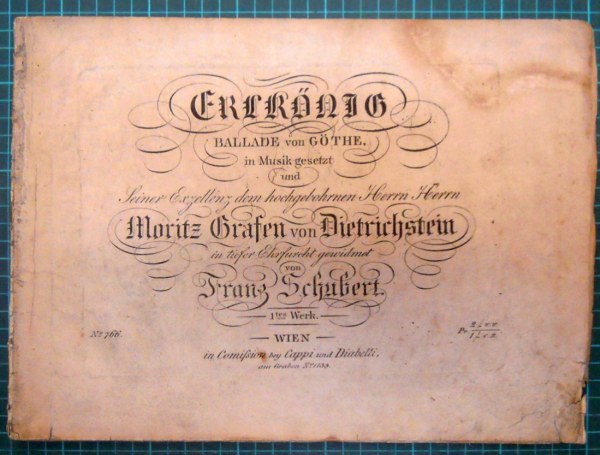 ERLKÖNIG
BALLADE von GÖTHE,
in Musik gesetzt
und
Seiner Exzellenz dem hochgebohrnen Herrn Herrn
Moritz Grafen von Dietrichstein
in tiefer Ehrfurcht gewidmet
von
Franz Schubert.
1tes Werk.
No. 766.
WIEN
in Comißion bey Cappi und Diabelli,
am Graben No.